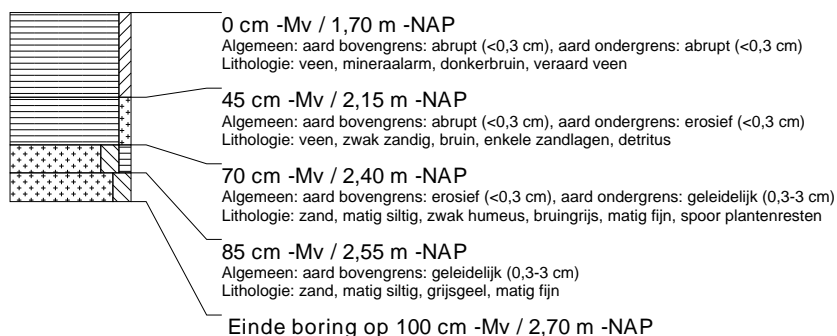 0 cm -Mv / 1,70 m -NAP
Algemeen: aard bovengrens: abrupt (<0,3 cm), aard ondergrens: abrupt (<0,3 cm)
Lithologie: veen, mineraalarm, donkerbruin, veraard veen
45 cm -Mv / 2,15 m -NAP
Algemeen: aard bovengrens: abrupt (<0,3 cm), aard ondergrens: erosief (<0,3 cm)
Lithologie: veen, zwak zandig, bruin, enkele zandlagen, detritus
70 cm -Mv / 2,40 m -NAP
Algemeen: aard bovengrens: erosief (<0,3 cm), aard ondergrens: geleidelijk (0,3-3 cm)
Lithologie: zand, matig siltig, zwak humeus, bruingrijs, matig fijn, spoor plantenresten
85 cm -Mv / 2,55 m -NAP
Algemeen: aard bovengrens: geleidelijk (0,3-3 cm)
Lithologie: zand, matig siltig, grijsgeel, matig fijn
Einde boring op 100 cm -Mv / 2,70 m -NAP